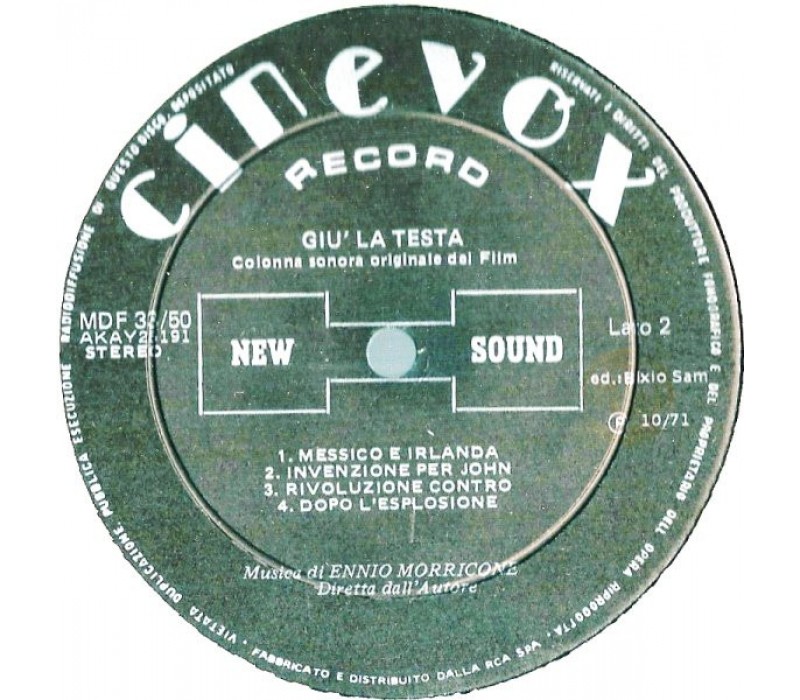 cinevox
RECORD
GIU' LA TESTA
Colonna sonora originale del Film
MDF 33/50
AKAY 25191
STEREO
NEW SOUND
Lato 2
ed.: Bixio Sam
Ⓟ 10/71
1. MESSICO E IRLANDA
2. INVENZIONE PER JOHN
3. RIVOLUZIONE CONTRO
4. DOPO L'ESPLOSIONE
Musica di ENNIO MORRICONE
Diretta dall'Autore
RISERVATI I DIRITTI DEL PRODUTTORE FONOGRAFICO E DEL PROPRIETARIO DELL'OPERA RIPRODOTTA - VIETATA DUPLICAZIONE, PUBBLICA ESECUZIONE RADIODIFFUSIONE DI QUESTO DISCO DEPOSITATO
FABBRICATO E DISTRIBUITO DALLA RCA SPA